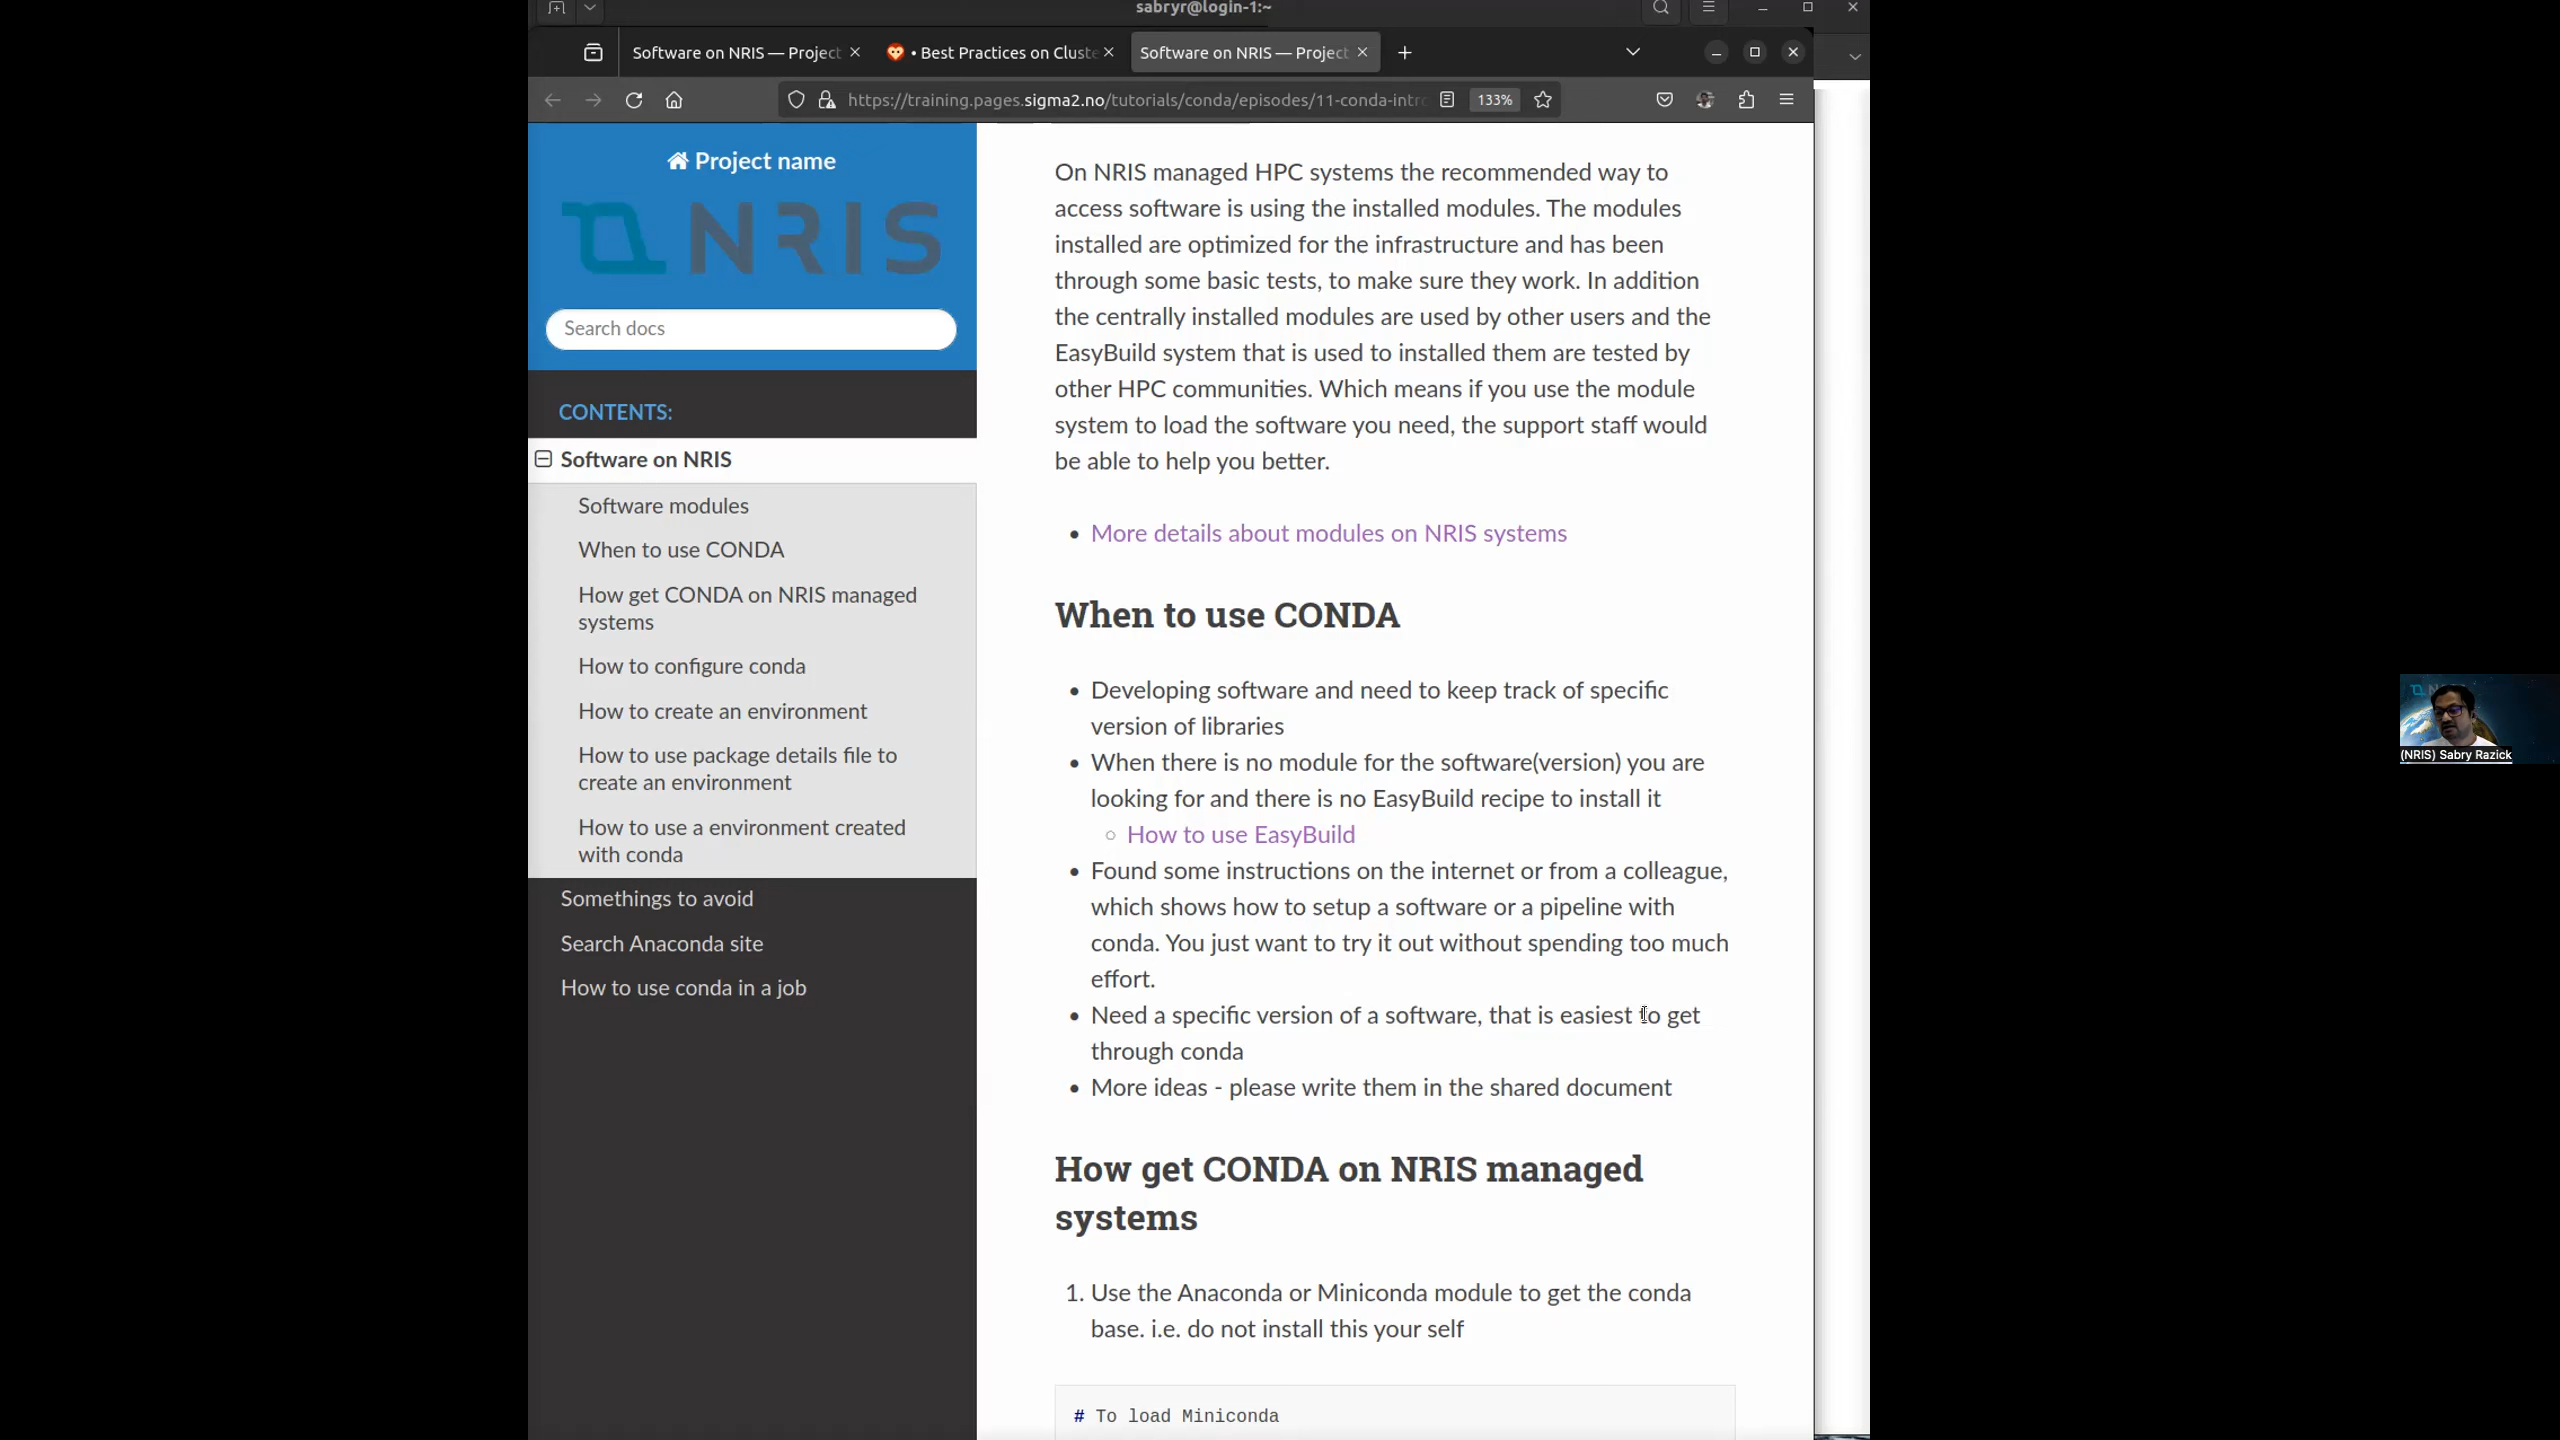 sabryr@login-1:~
Software on NRIS — Project
• Best Practices on Cluste
Software on NRIS — Project
https://training.pages.sigma2.no/tutorials/conda/episodes/11-conda-intro
133%
Project name
NRIS
Search docs
CONTENTS:
Software on NRIS
Software modules
When to use CONDA
How get CONDA on NRIS managed
systems
How to configure conda
How to create an environment
How to use package details file to
create an environment
How to use a environment created
with conda
Somethings to avoid
Search Anaconda site
How to use conda in a job
On NRIS managed HPC systems the recommended way to
access software is using the installed modules. The modules
installed are optimized for the infrastructure and has been
through some basic tests, to make sure they work. In addition
the centrally installed modules are used by other users and the
EasyBuild system that is used to installed them are tested by
other HPC communities. Which means if you use the module
system to load the software you need, the support staff would
be able to help you better.
• More details about modules on NRIS systems
When to use CONDA
• Developing software and need to keep track of specific
version of libraries
• When there is no module for the software(version) you are
looking for and there is no EasyBuild recipe to install it
○ How to use EasyBuild
• Found some instructions on the internet or from a colleague,
which shows how to setup a software or a pipeline with
conda. You just want to try it out without spending too much
effort.
• Need a specific version of a software, that is easiest to get
through conda
• More ideas - please write them in the shared document
How get CONDA on NRIS managed
systems
1. Use the Anaconda or Miniconda module to get the conda
base. i.e. do not install this your self
# To load Miniconda
(NRIS) Sabry Razick